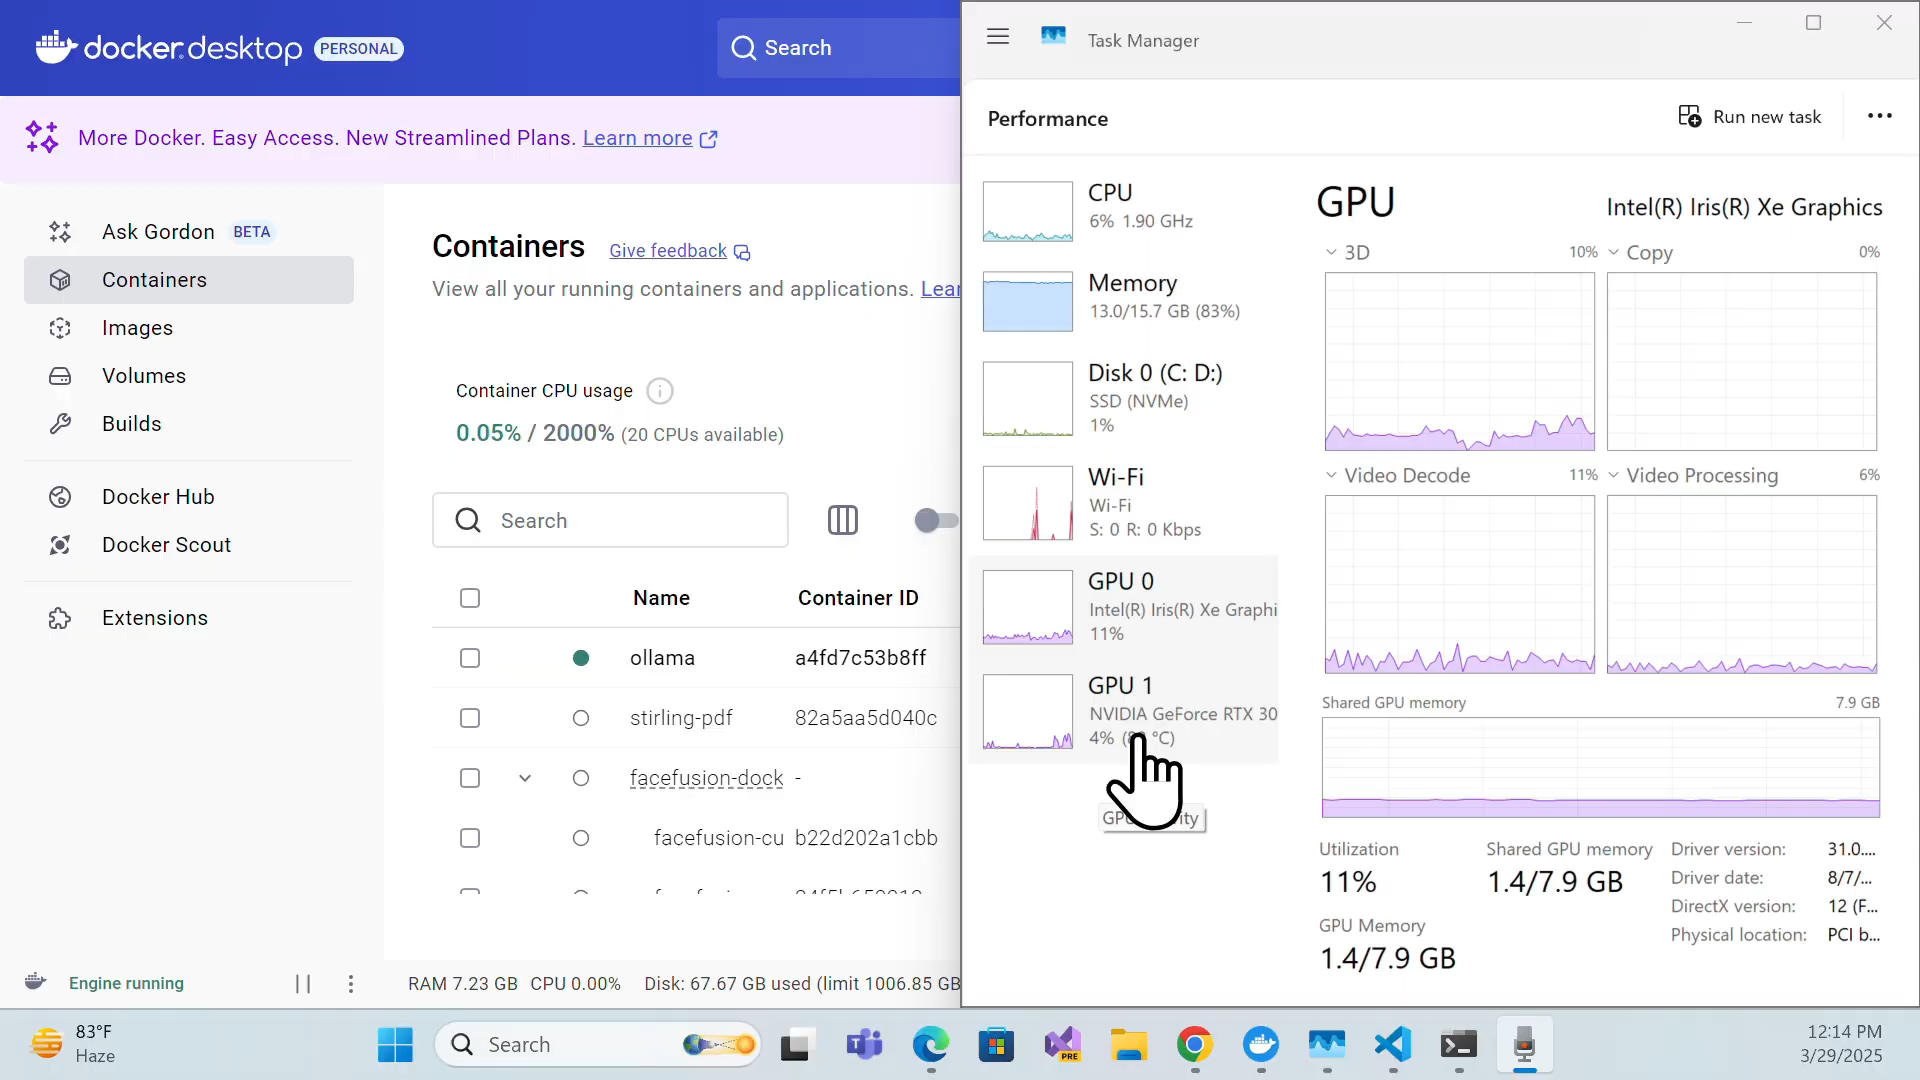 docker.desktop PERSONAL
Search
More Docker. Easy Access. New Streamlined Plans. Learn more
Ask Gordon BETA
Containers
Images
Volumes
Builds
Docker Hub
Docker Scout
Extensions
Containers Give feedback
View all your running containers and applications.
Container CPU usage
0.05% / 2000% (20 CPUs available)
Search
Name Container ID
ollama a4fd7c53b8ff
stirling-pdf 82a5aa5d040c
facefusion-dock -
facefusion-cu b22d202a1cbb
Engine running
RAM 7.23 GB CPU 0.00% Disk: 67.67 GB used (limit 1006.85 GB
Task Manager
Performance
Run new task
CPU
6% 1.90 GHz
Memory
13.0/15.7 GB (83%)
Disk 0 (C: D:)
SSD (NVMe)
1%
Wi-Fi
Wi-Fi
S: 0 R: 0 Kbps
GPU 0
Intel(R) Iris(R) Xe Graphi
11%
GPU 1
NVIDIA GeForce RTX 30
4% °C)
GPU Intel(R) Iris(R) Xe Graphics
3D 10%
Copy 0%
Video Decode 11%
Video Processing 6%
Shared GPU memory 7.9 GB
Utilization
11%
Shared GPU memory
1.4/7.9 GB
GPU Memory
1.4/7.9 GB
Driver version: 31.0....
Driver date: 8/7/...
DirectX version: 12 (F...
Physical location: PCI b...
83°F
Haze
Search
PRE
12:14 PM
3/29/2025